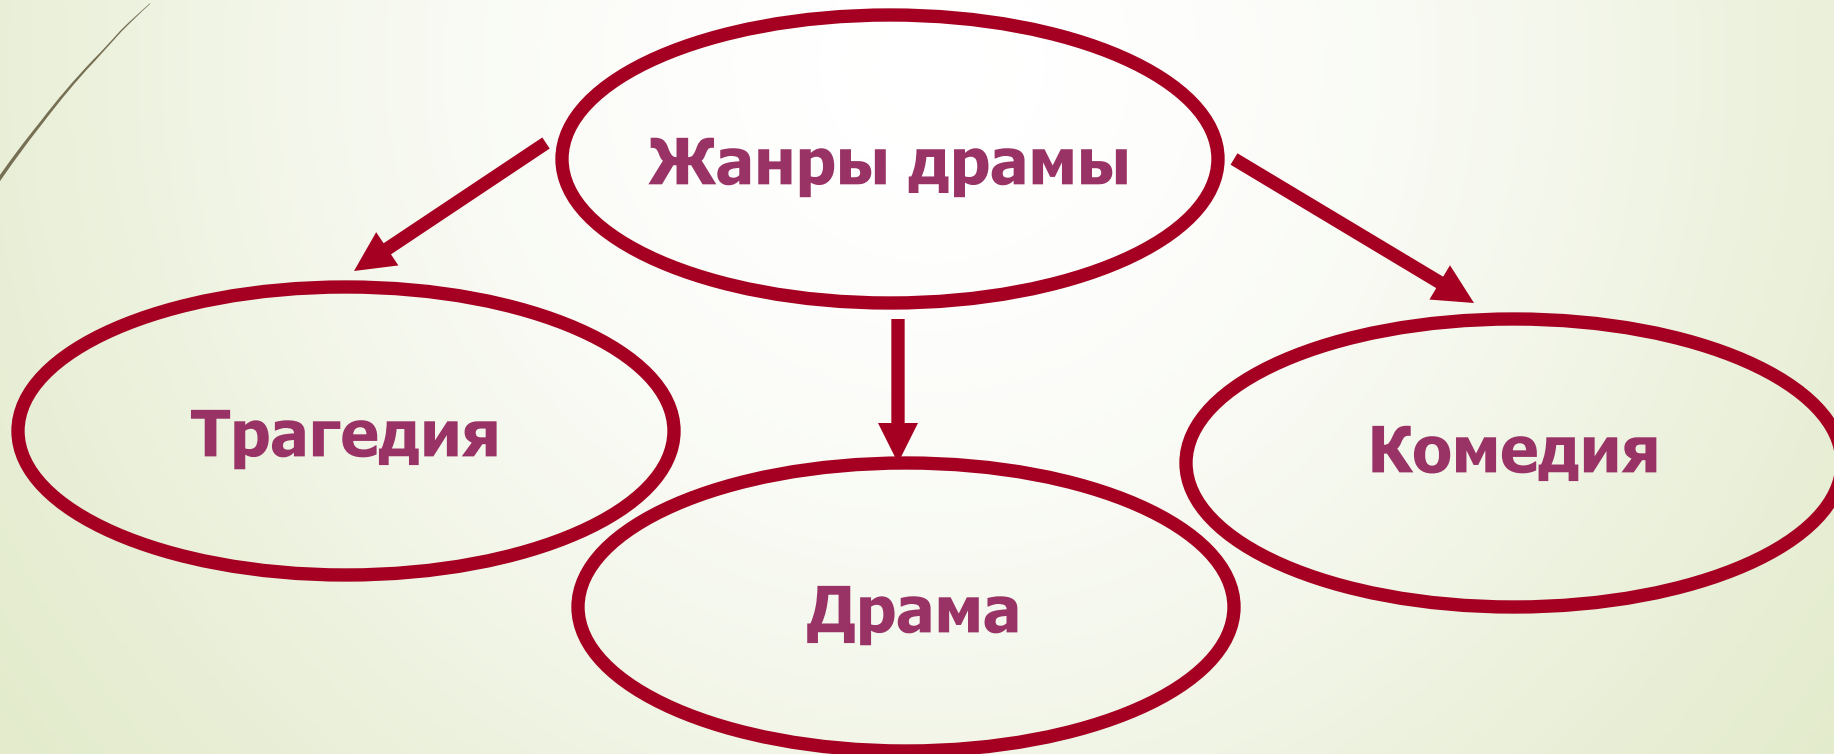 Жанры драмы
Трагедия
Драма
Комедия